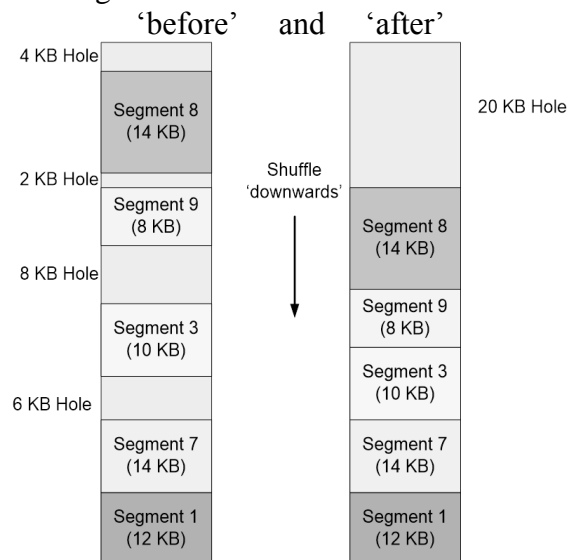 ‘before’ and ‘after’
4 KB Hole
Segment 8
(14 KB)
2 KB Hole
Segment 9
(8 KB)
8 KB Hole
Segment 3
(10 KB)
6 KB Hole
Segment 7
(14 KB)
Segment 1
(12 KB)
Shuffle
‘downwards’
20 KB Hole
Segment 8
(14 KB)
Segment 9
(8 KB)
Segment 3
(10 KB)
Segment 7
(14 KB)
Segment 1
(12 KB)